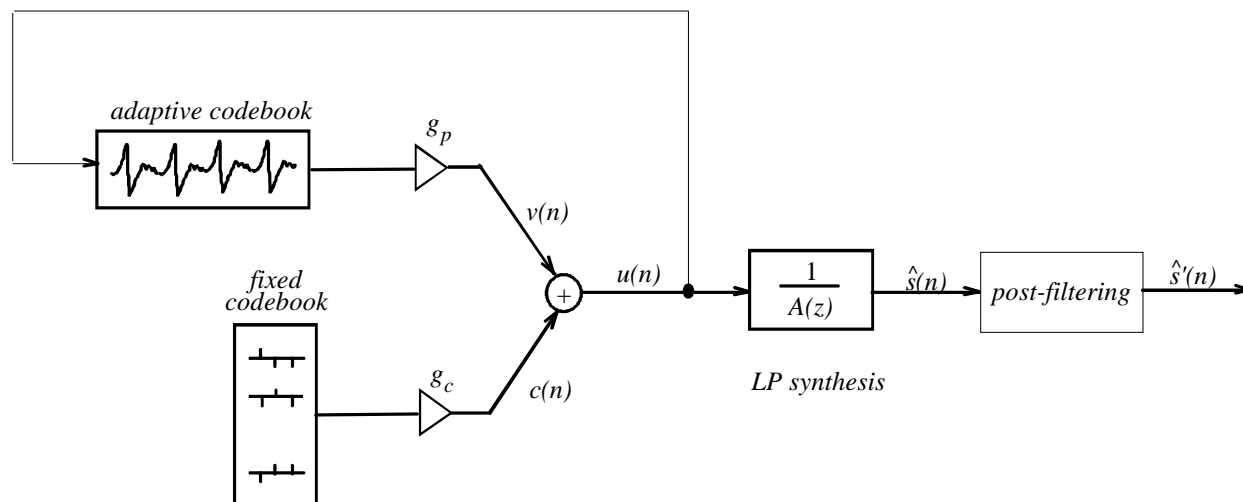 adaptive codebook
g_p
v(n)
fixed
codebook
+
u(n)
1
A(z)
ŝ(n)
post-filtering
ŝ'(n)
g_c
c(n)
LP synthesis